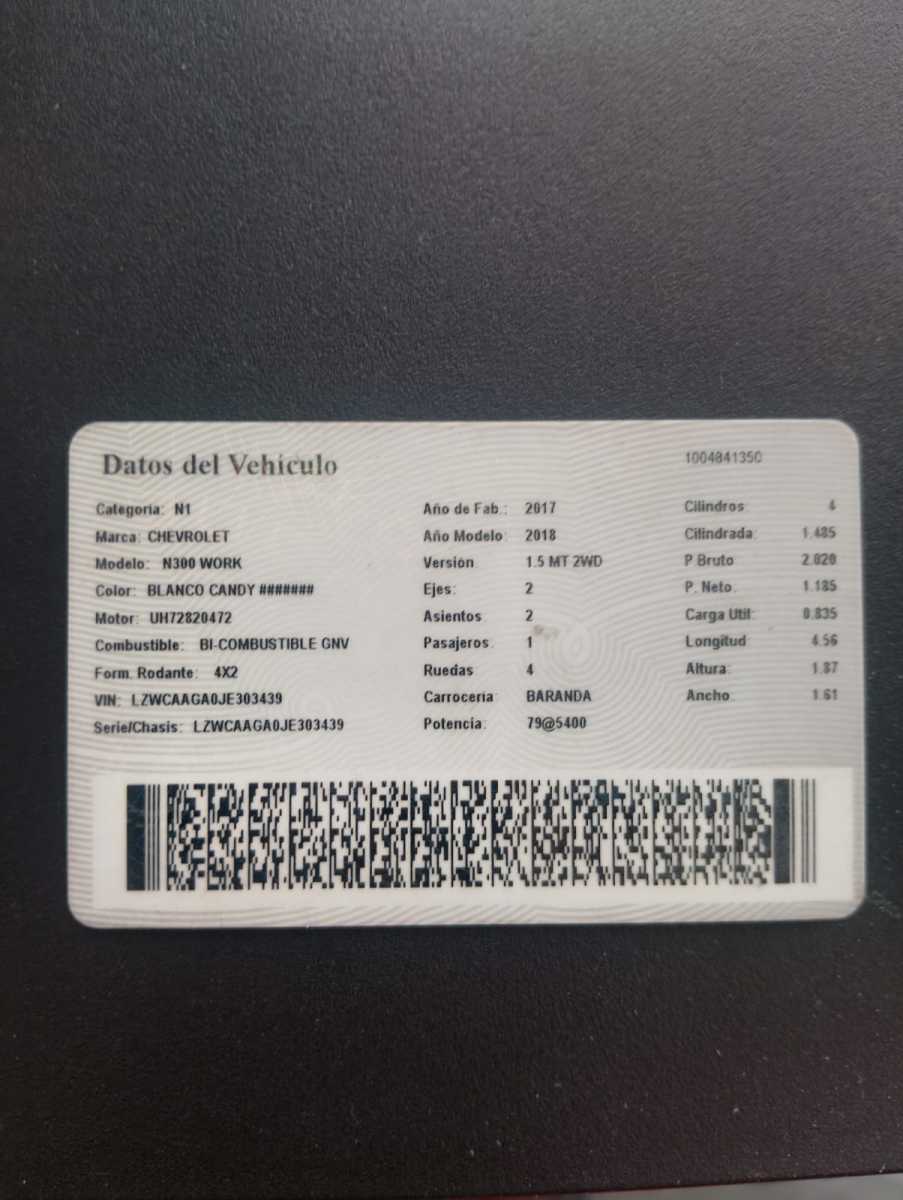 Datos del Vehículo
1004841350
Categoría: N1
Marca: CHEVROLET
Modelo: N300 WORK
Color: BLANCO CANDY #######
Motor: UH72820472
Combustible: BI-COMBUSTIBLE GNV
Form. Rodante: 4X2
VIN: LZWCAAGA0JE303439
Serie/Chasis: LZWCAAGA0JE303439
Año de Fab.: 2017
Año Modelo: 2018
Versión: 1.5 MT 2WD
Ejes: 2
Asientos: 2
Pasajeros: 1
Ruedas: 4
Carrocería: BARANDA
Potencia: 79@5400
Cilindros: 4
Cilindrada: 1.485
P.Bruto: 2.020
P. Neto: 1.185
Carga Util: 0.835
Longitud: 4.56
Altura: 1.87
Ancho: 1.61